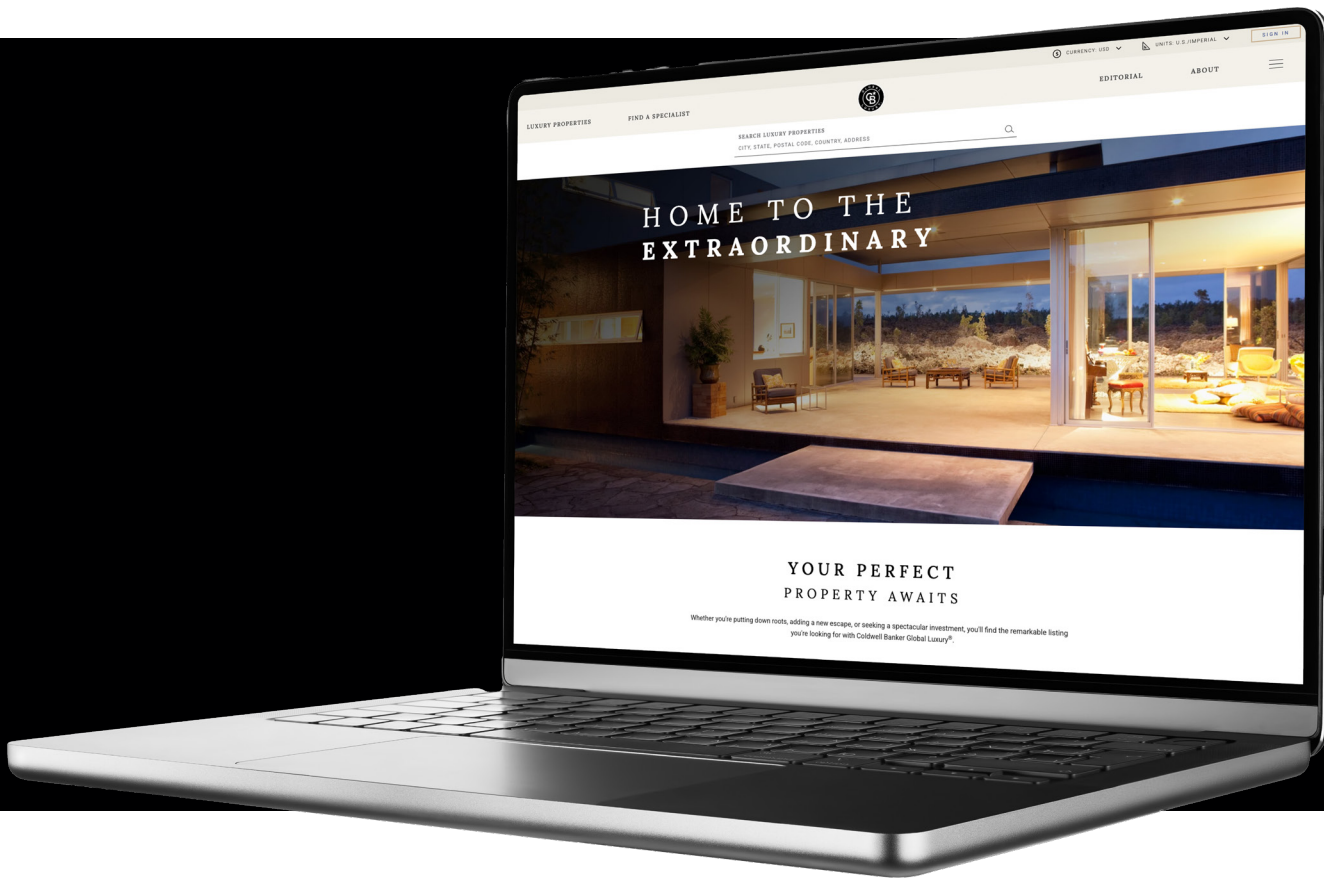 CURRENCY: USD
UNITS: U.S./IMPERIAL
SIGN IN
LUXURY PROPERTIES
FIND A SPECIALIST
EDITORIAL
ABOUT
SEARCH LUXURY PROPERTIES
CITY, STATE, POSTAL CODE, COUNTRY, ADDRESS
HOME TO THE
EXTRAORDINARY
YOUR PERFECT
PROPERTY AWAITS
Whether you're putting down roots, adding a new escape, or seeking a spectacular investment, you'll find the remarkable listing
you're looking for with Coldwell Banker Global Luxury®.